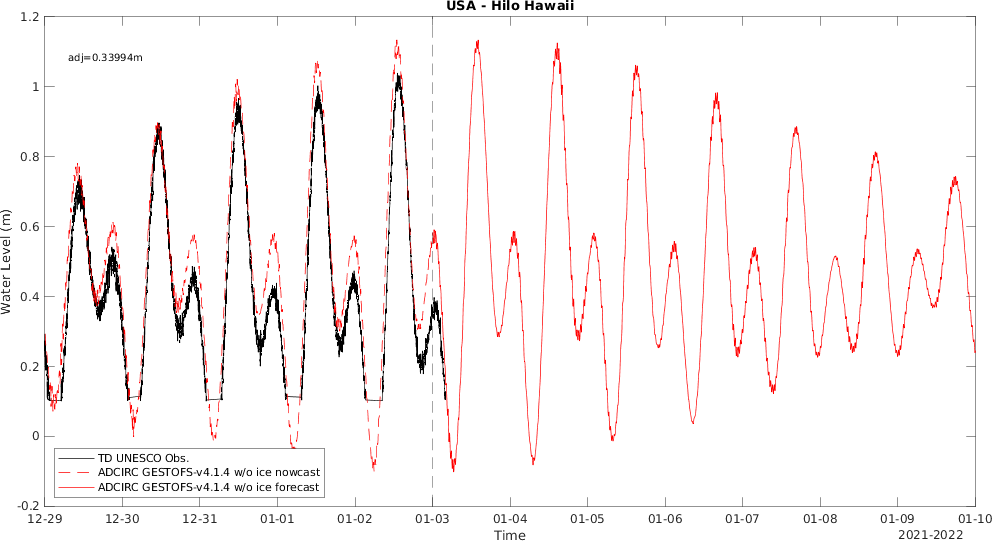 USA - Hilo Hawaii
adj=0.33994m
Water Level (m)
1.2
1
0.8
0.6
0.4
0.2
0
-0.2
TD UNESCO Obs.
ADCIRC GESTOFS-v4.1.4 w/o ice nowcast
ADCIRC GESTOFS-v4.1.4 w/o ice forecast
12-29 12-30 12-31 01-01 01-02 01-03 01-04 01-05 01-06 01-07 01-08 01-09 01-10
Time
2021-2022